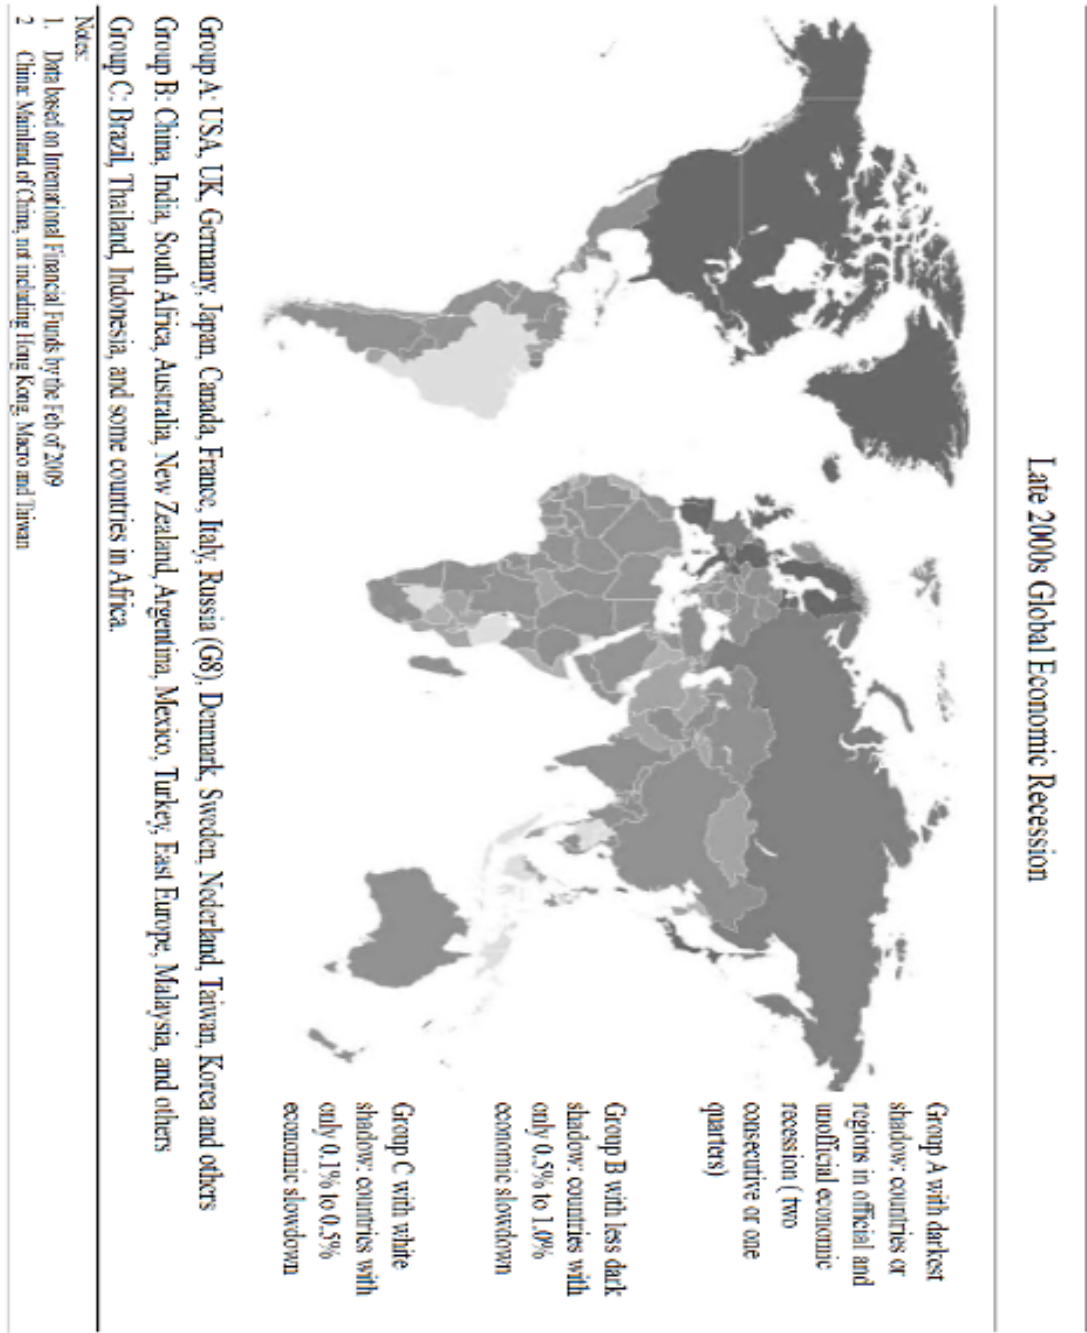 Late 2000s Global Economic Recession
Group A with darkest
shadow: countries or
regions in official and
unofficial economic
recession ( two
consecutive or one
quarters)
Group B with less dark
shadow: countries with
only 0.5% to 1.0%
economic slowdown
Group C with white
shadow: countries with
only 0.1% to 0.5%
economic slowdown
Group A: USA, UK, Germany, Japan, Canada, France, Italy, Russia (G8), Denmark, Sweden, Nederland, Taiwan, Korea and others
Group B: China, India, South Africa, Australia, New Zealand, Argentina, Mexico, Turkey, East Europe, Malaysia, and others
Group C: Brazil, Thailand, Indonesia, and some countries in Africa.
Notes:
1. Data based on International Financial Funds by the Feb of 2009
2 China: Mainland of China, not including Hong Kong, Macro and Taiwan